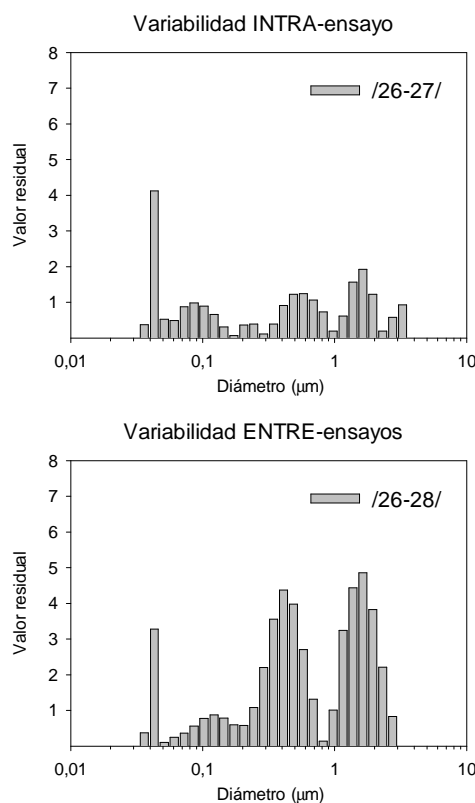 Variabilidad INTRA-ensayo
8
7
6
5
4
3
2
1
Valor residual
/26-27/
0,01 0,1 1 10
Diámetro (µm)
Variabilidad ENTRE-ensayos
8
7
6
5
4
3
2
1
Valor residual
/26-28/
0,01 0,1 1 10
Diámetro (µm)